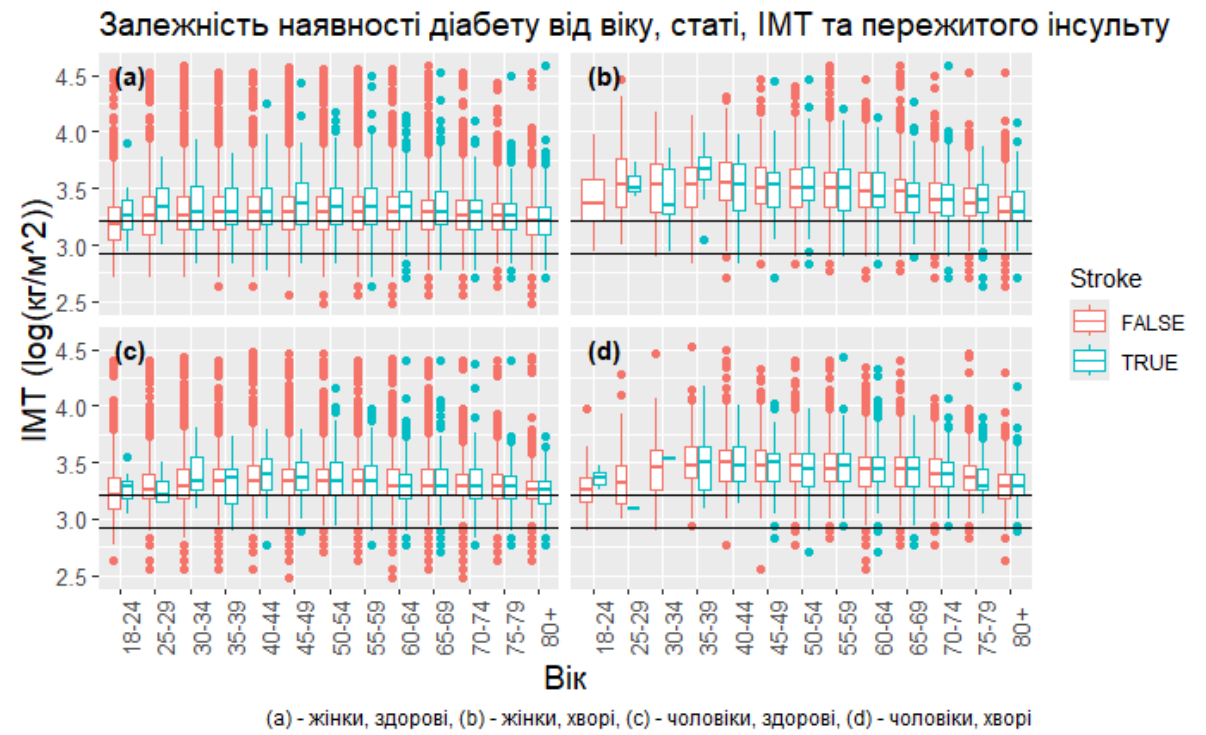 Залежність наявності діабету від віку, статі, ІМТ та пережитого інсульту
ІМТ (log(кг/м^2))
4.5
4.0
3.5
3.0
2.5
(a)
(b)
4.5
4.0
3.5
3.0
2.5
(c)
(d)
18-24 25-29 30-34 35-39 40-44 45-49 50-54 55-59 60-64 65-69 70-74 75-79 80+
18-24 25-29 30-34 35-39 40-44 45-49 50-54 55-59 60-64 65-69 70-74 75-79 80+
Вік
Stroke
FALSE
TRUE
(a) - жінки, здорові, (b) - жінки, хворі, (c) - чоловіки, здорові, (d) - чоловіки, хворі